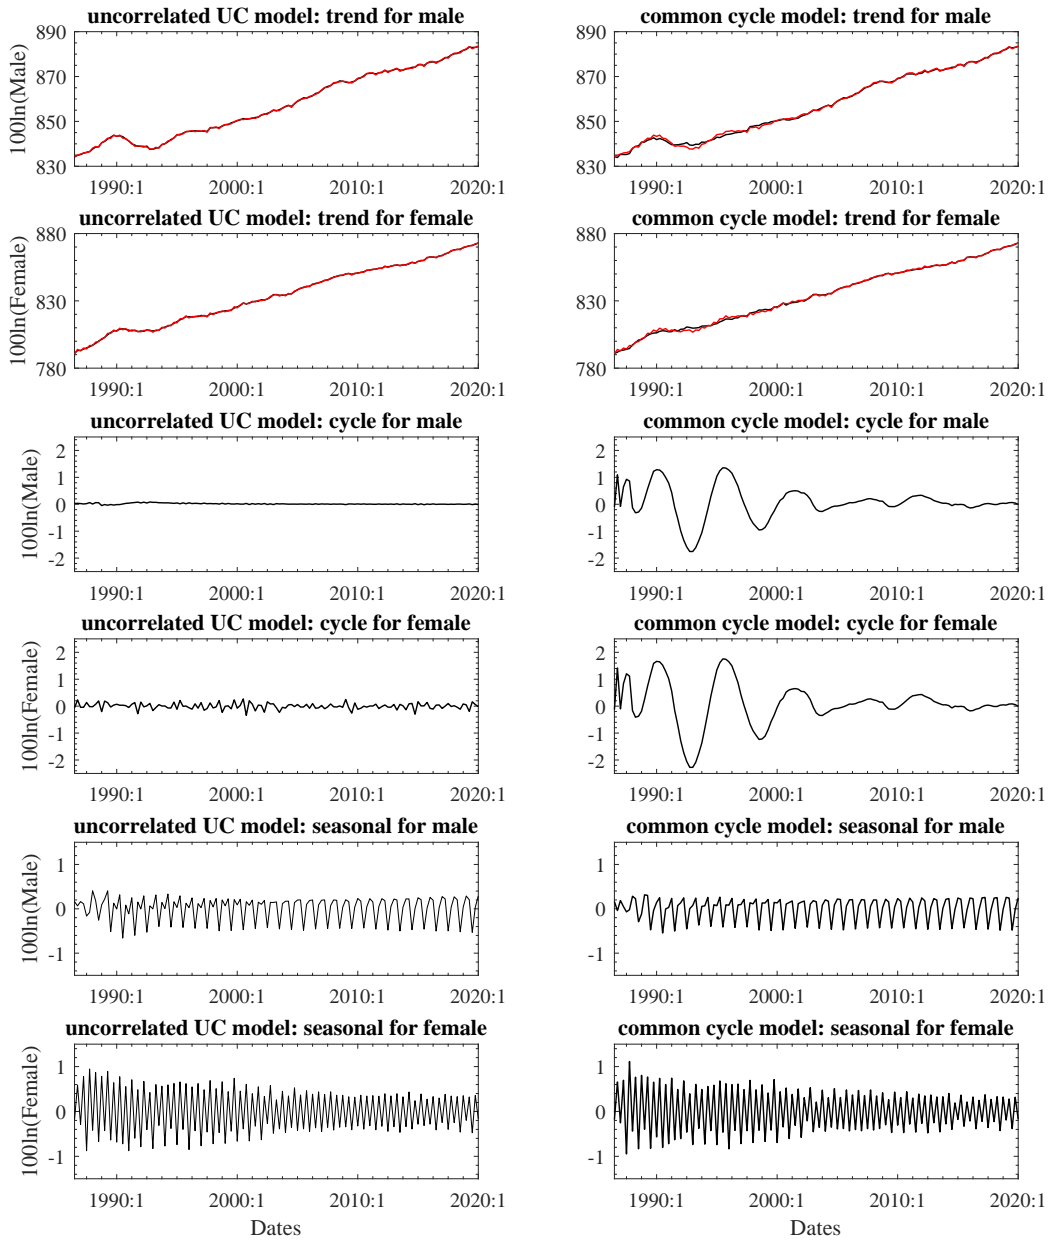 uncorrelated UC model: trend for male
890
870
850
830
100ln(Male)
1990:1 2000:1 2010:1 2020:1
common cycle model: trend for male
890
870
850
830
1990:1 2000:1 2010:1 2020:1
uncorrelated UC model: trend for female
880
830
780
100ln(Female)
1990:1 2000:1 2010:1 2020:1
common cycle model: trend for female
880
830
780
1990:1 2000:1 2010:1 2020:1
uncorrelated UC model: cycle for male
2
1
0
-1
-2
100ln(Male)
1990:1 2000:1 2010:1 2020:1
common cycle model: cycle for male
2
1
0
-1
-2
100ln(Male)
1990:1 2000:1 2010:1 2020:1
uncorrelated UC model: cycle for female
2
1
0
-1
-2
100ln(Female)
1990:1 2000:1 2010:1 2020:1
common cycle model: cycle for female
2
1
0
-1
-2
100ln(Female)
1990:1 2000:1 2010:1 2020:1
uncorrelated UC model: seasonal for male
1
0
-1
100ln(Male)
1990:1 2000:1 2010:1 2020:1
common cycle model: seasonal for male
1
0
-1
1990:1 2000:1 2010:1 2020:1
uncorrelated UC model: seasonal for female
1
0
-1
100ln(Female)
1990:1 2000:1 2010:1 2020:1
Dates
common cycle model: seasonal for female
1
0
-1
1990:1 2000:1 2010:1 2020:1
Dates